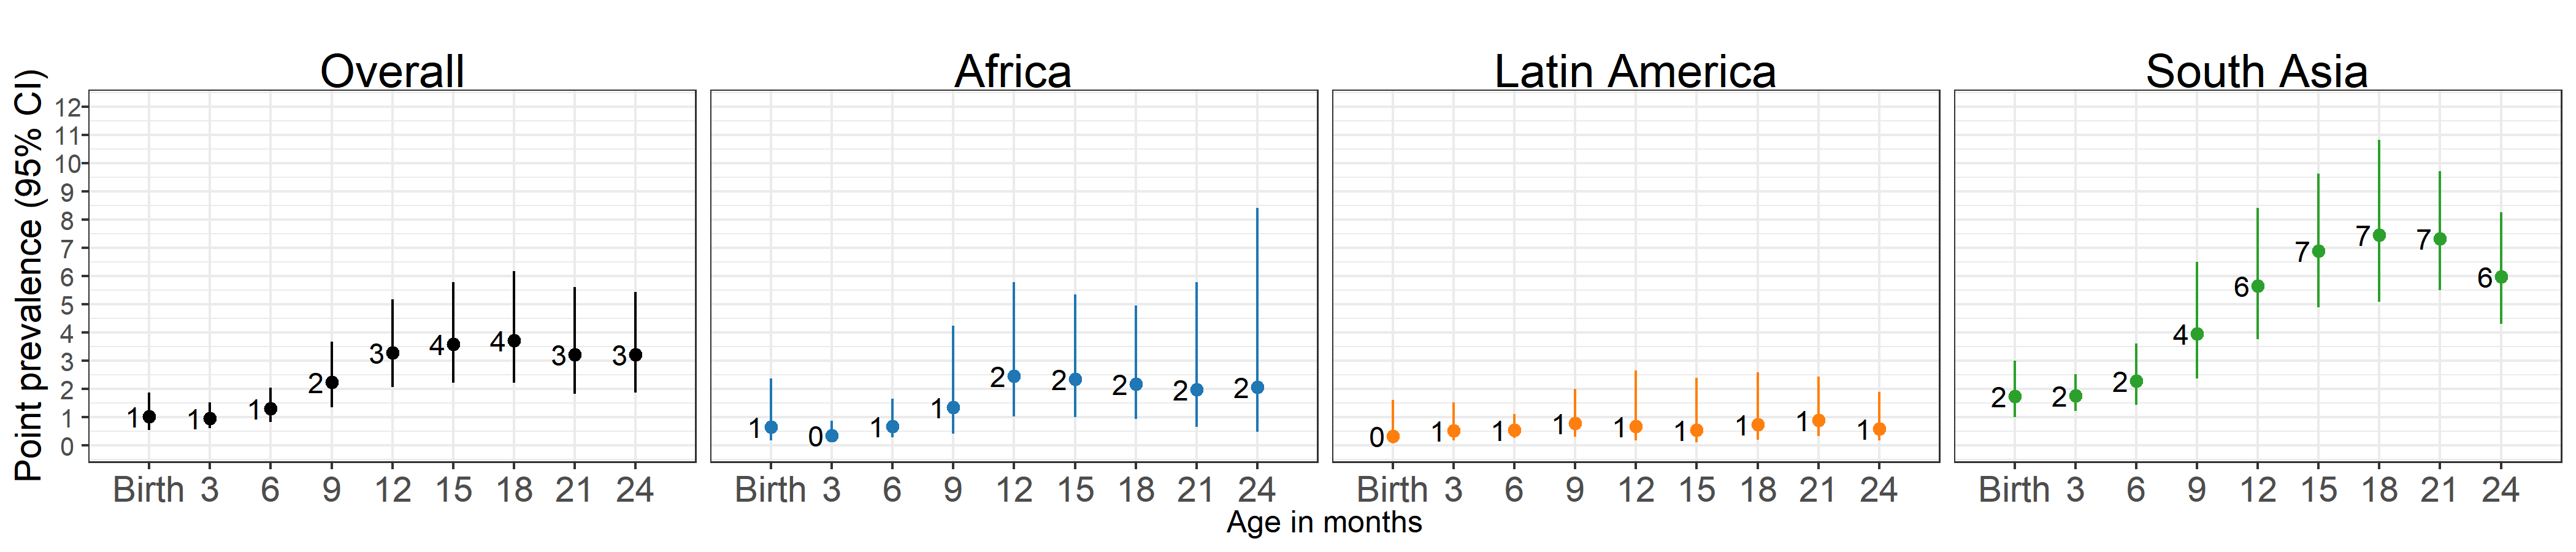 Overall Africa Latin America South Asia
Point prevalence (95% CI)
12
11
10
9
8
7
6
5
4
3
2
1
0
1 1 1 2 3 4 4 3 3
1 0 1 1 2 2 2 2 2
0 1 1 1 1 1 1 1 1
2 2 2 4 6 7 7 7 6
Birth 3 6 9 12 15 18 21 24
Birth 3 6 9 12 15 18 21 24
Birth 3 6 9 12 15 18 21 24
Birth 3 6 9 12 15 18 21 24
Age in months